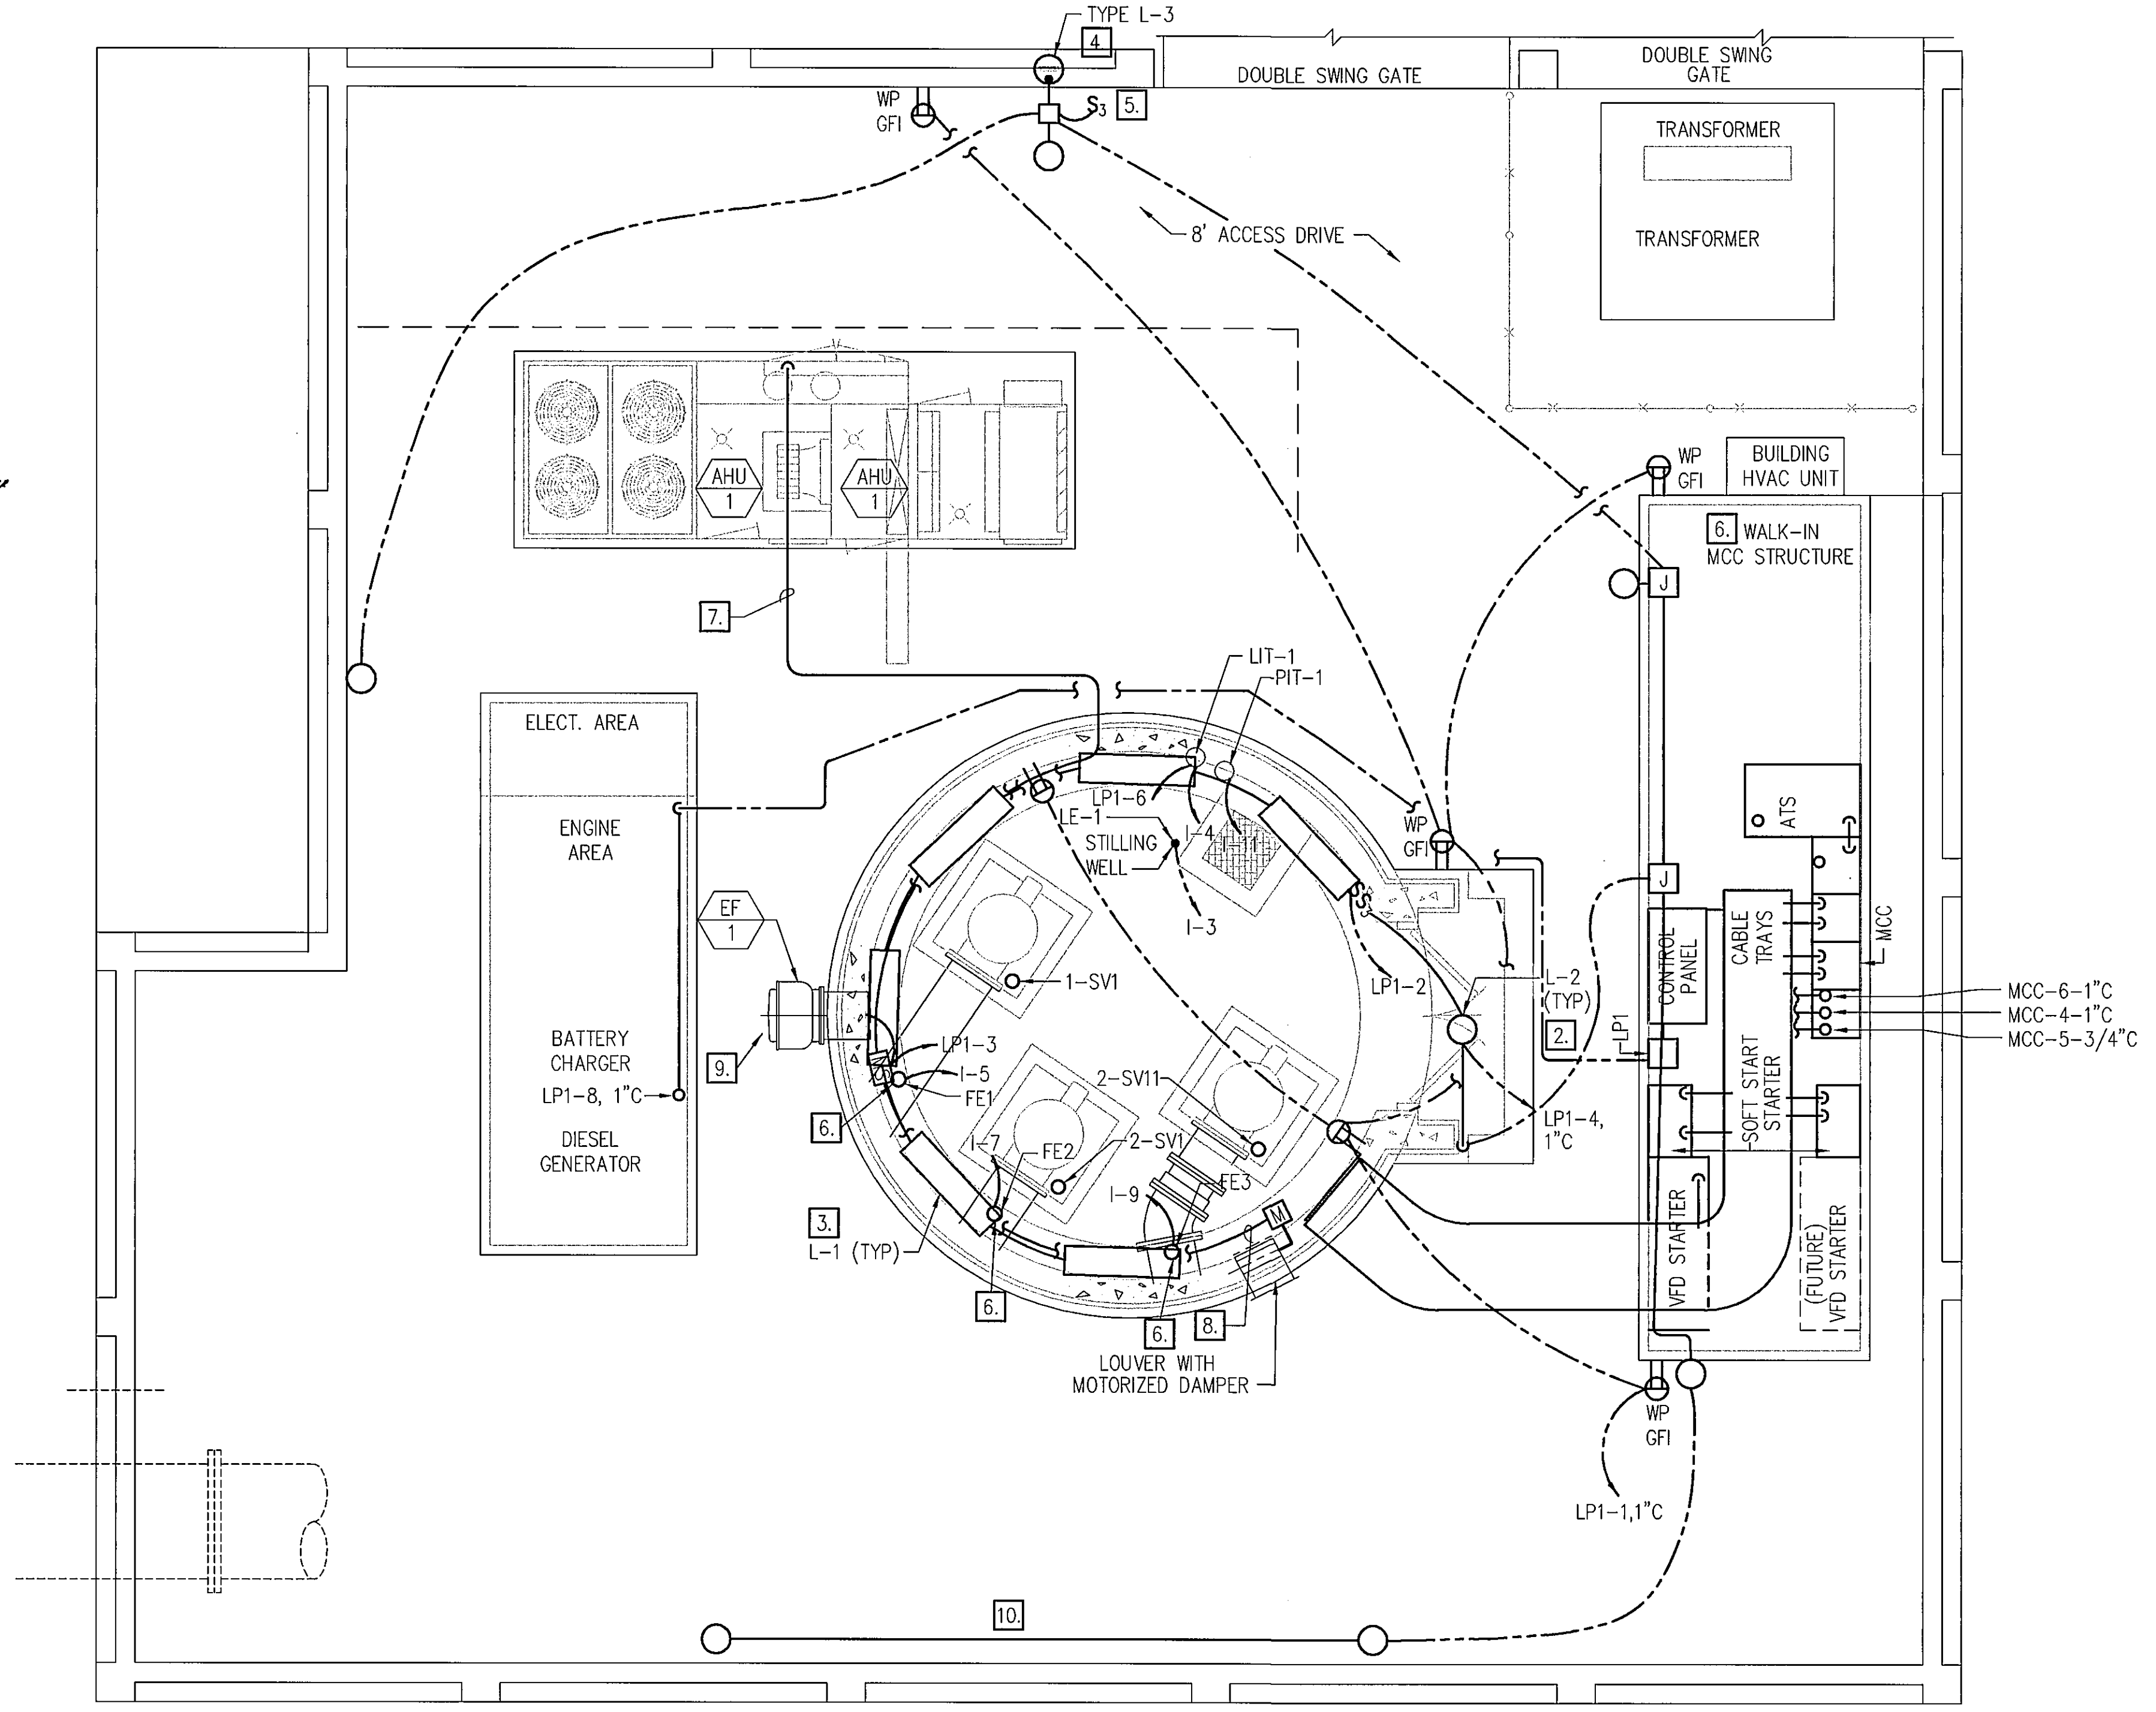 TYPE L-3
4.
DOUBLE SWING GATE
DOUBLE SWING
GATE
WP
GFI
S3
5.
TRANSFORMER
TRANSFORMER
8' ACCESS DRIVE
AHU
1
AHU
1
WP
GFI
BUILDING
HVAC UNIT
6.
WALK-IN
MCC STRUCTURE
J
7.
LIT-1
PIT-1
ELECT. AREA
ENGINE
AREA
LP1-6
LE-1
STILLING
WELL
I-4
I-11
I-3
WP
GFI
ATS
J
SS3
EF
1
1-SV1
LP1-2
L-2
(TYP)
2.
LP1
CONTROL
PANEL
CABLE
TRAYS
MCC
MCC-6-1"C
MCC-4-1"C
MCC-5-3/4"C
BATTERY
CHARGER
LP1-8, 1"C
DIESEL
GENERATOR
9.
LP1-3
I-5
FE1
6.
2-SV11
LP1-4,
1"C
SOFT START
STARTER
I-7
FE2
2-SV1
I-9
FE3
M
3.
L-1 (TYP)
6.
6.
8.
LOUVER WITH
MOTORIZED DAMPER
VFD STARTER
(FUTURE)
VFD STARTER
WP
GFI
LP1-1,1"C
10.